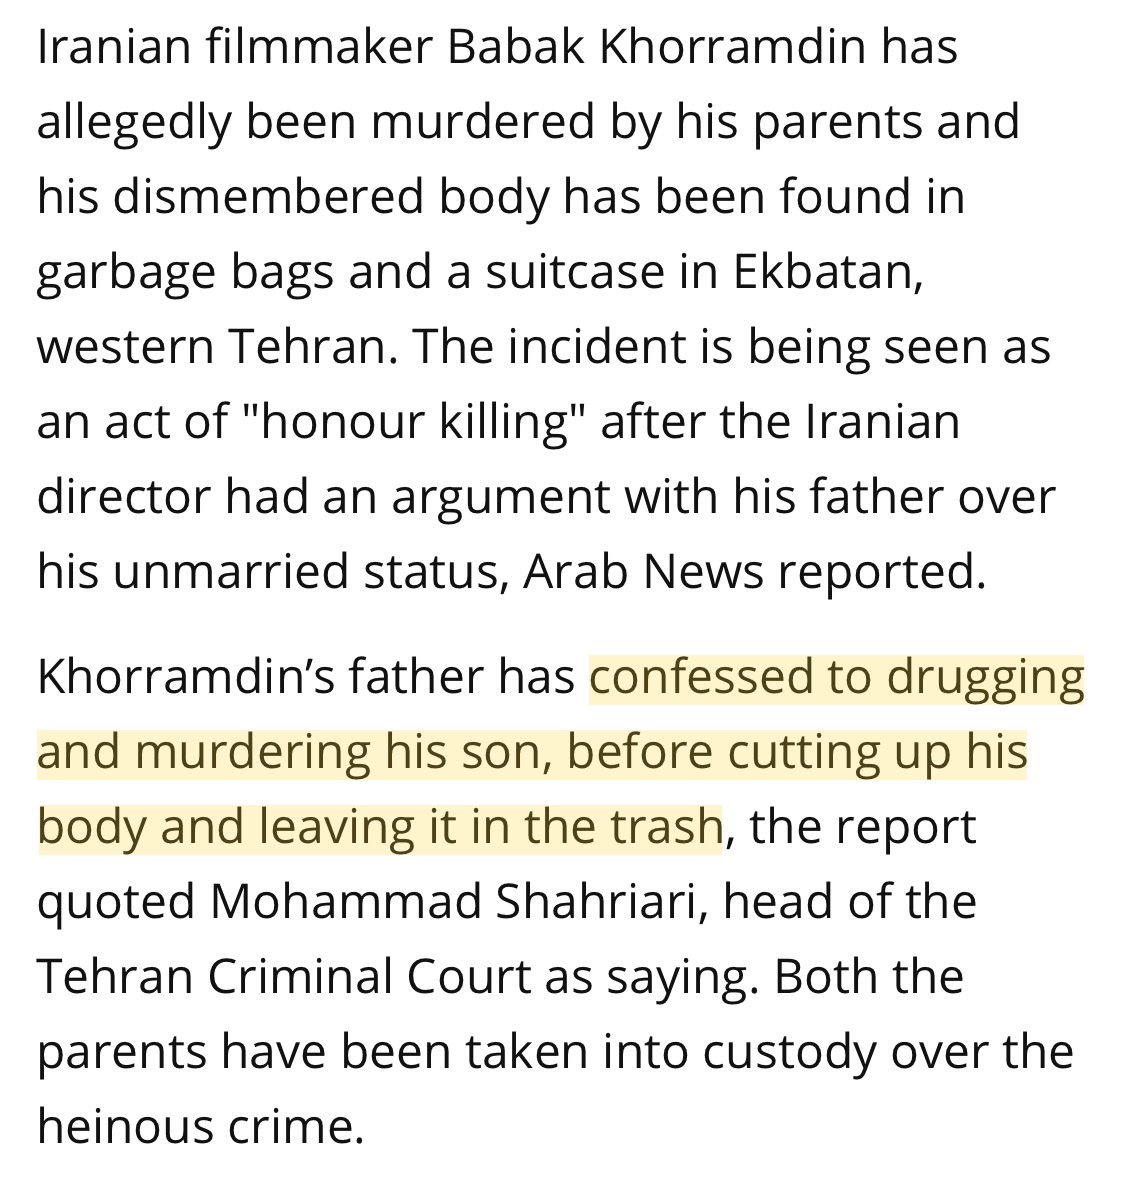 Iranian filmmaker Babak Khorramdin has
allegedly been murdered by his parents and
his dismembered body has been found in
garbage bags and a suitcase in Ekbatan,
western Tehran. The incident is being seen as
an act of "honour killing" after the Iranian
director had an argument with his father over
his unmarried status, Arab News reported.
Khorramdin’s father has confessed to drugging
and murdering his son, before cutting up his
body and leaving it in the trash, the report
quoted Mohammad Shahriari, head of the
Tehran Criminal Court as saying. Both the
parents have been taken into custody over the
heinous crime.